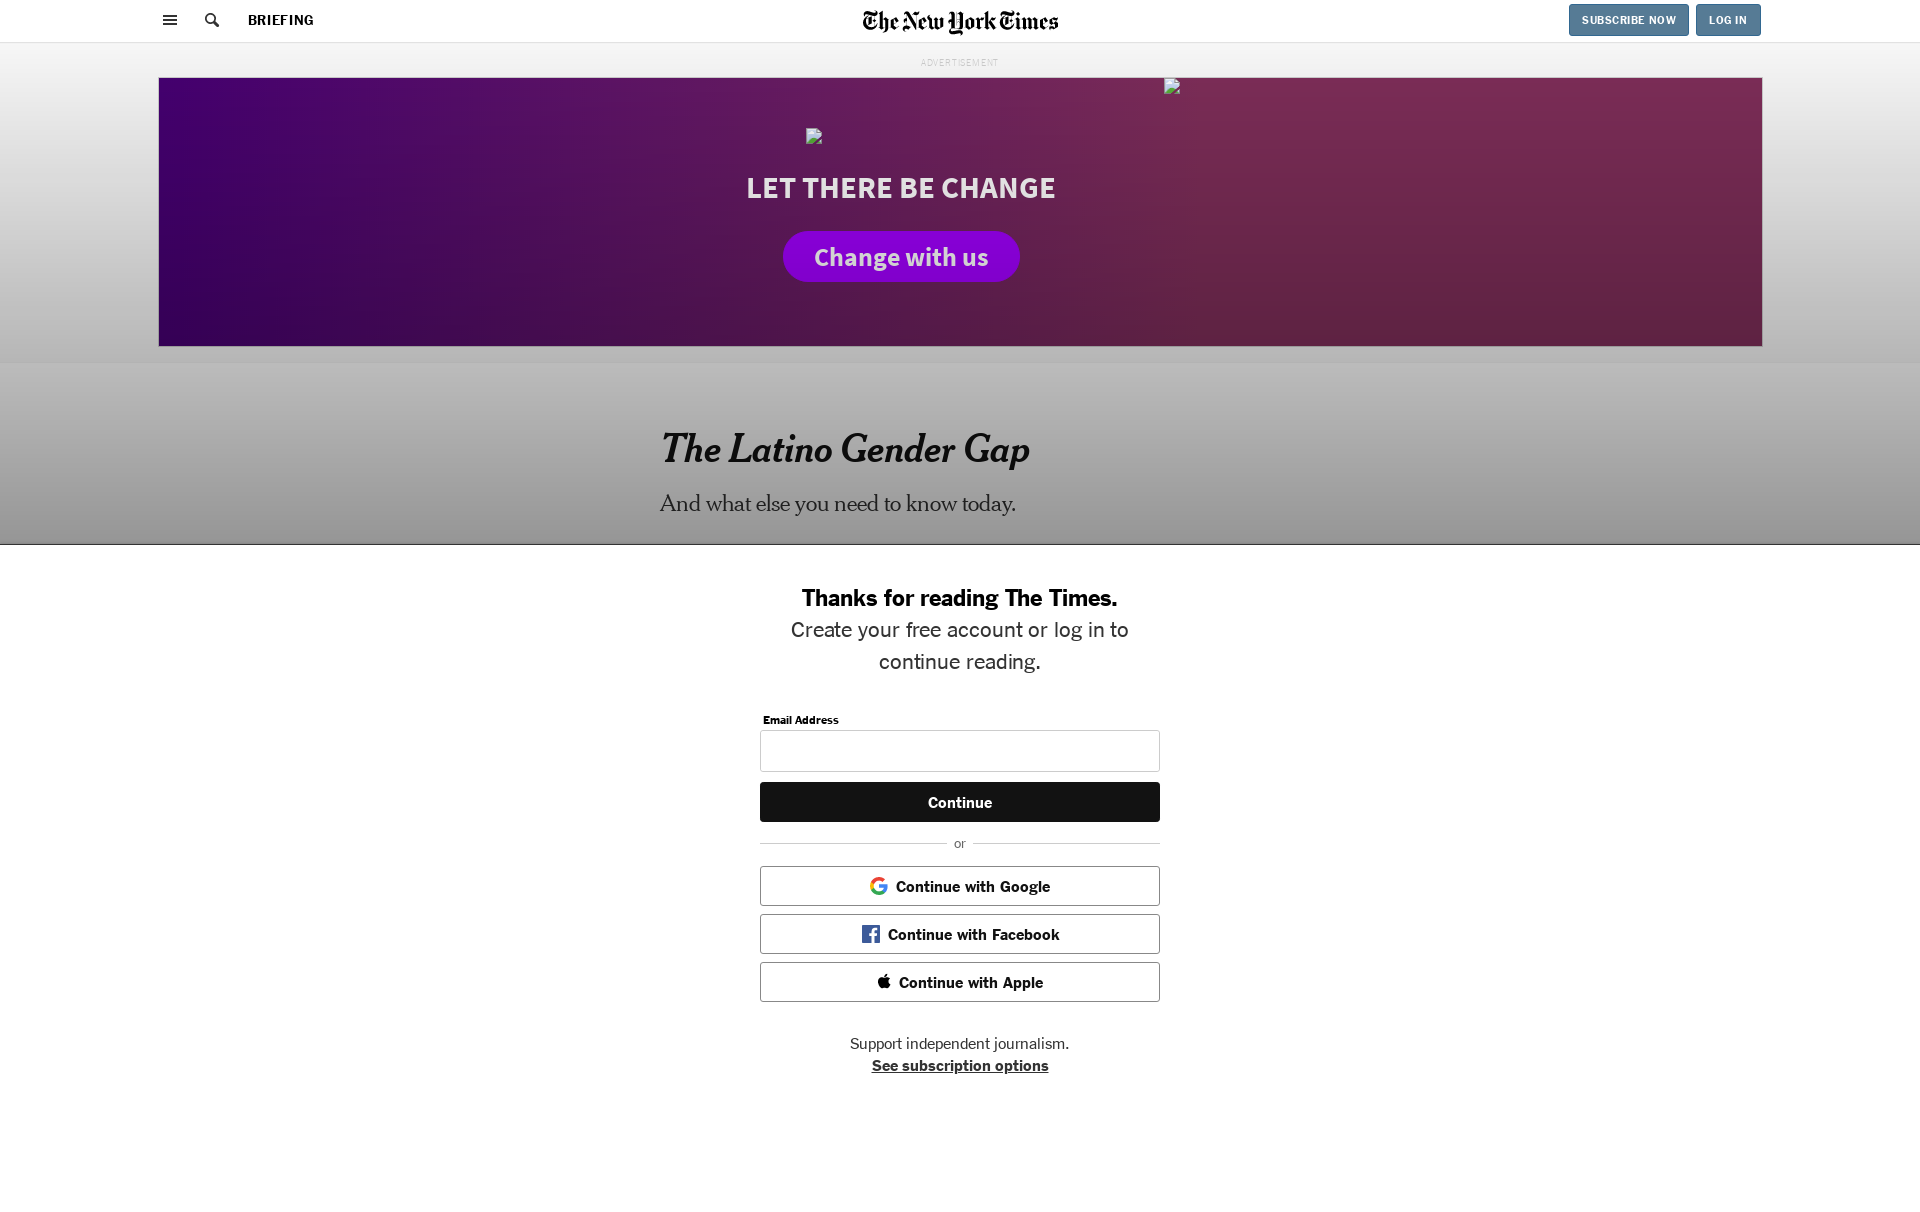 BRIEFING
The New York Times
SUBSCRIBE NOW
LOG IN
ADVERTISEMENT
LET THERE BE CHANGE
Change with us
The Latino Gender Gap
And what else you need to know today.
Thanks for reading The Times.
Create your free account or log in to
continue reading.
Email Address
Continue
or
Continue with Google
Continue with Facebook
Continue with Apple
Support independent journalism.
See subscription options